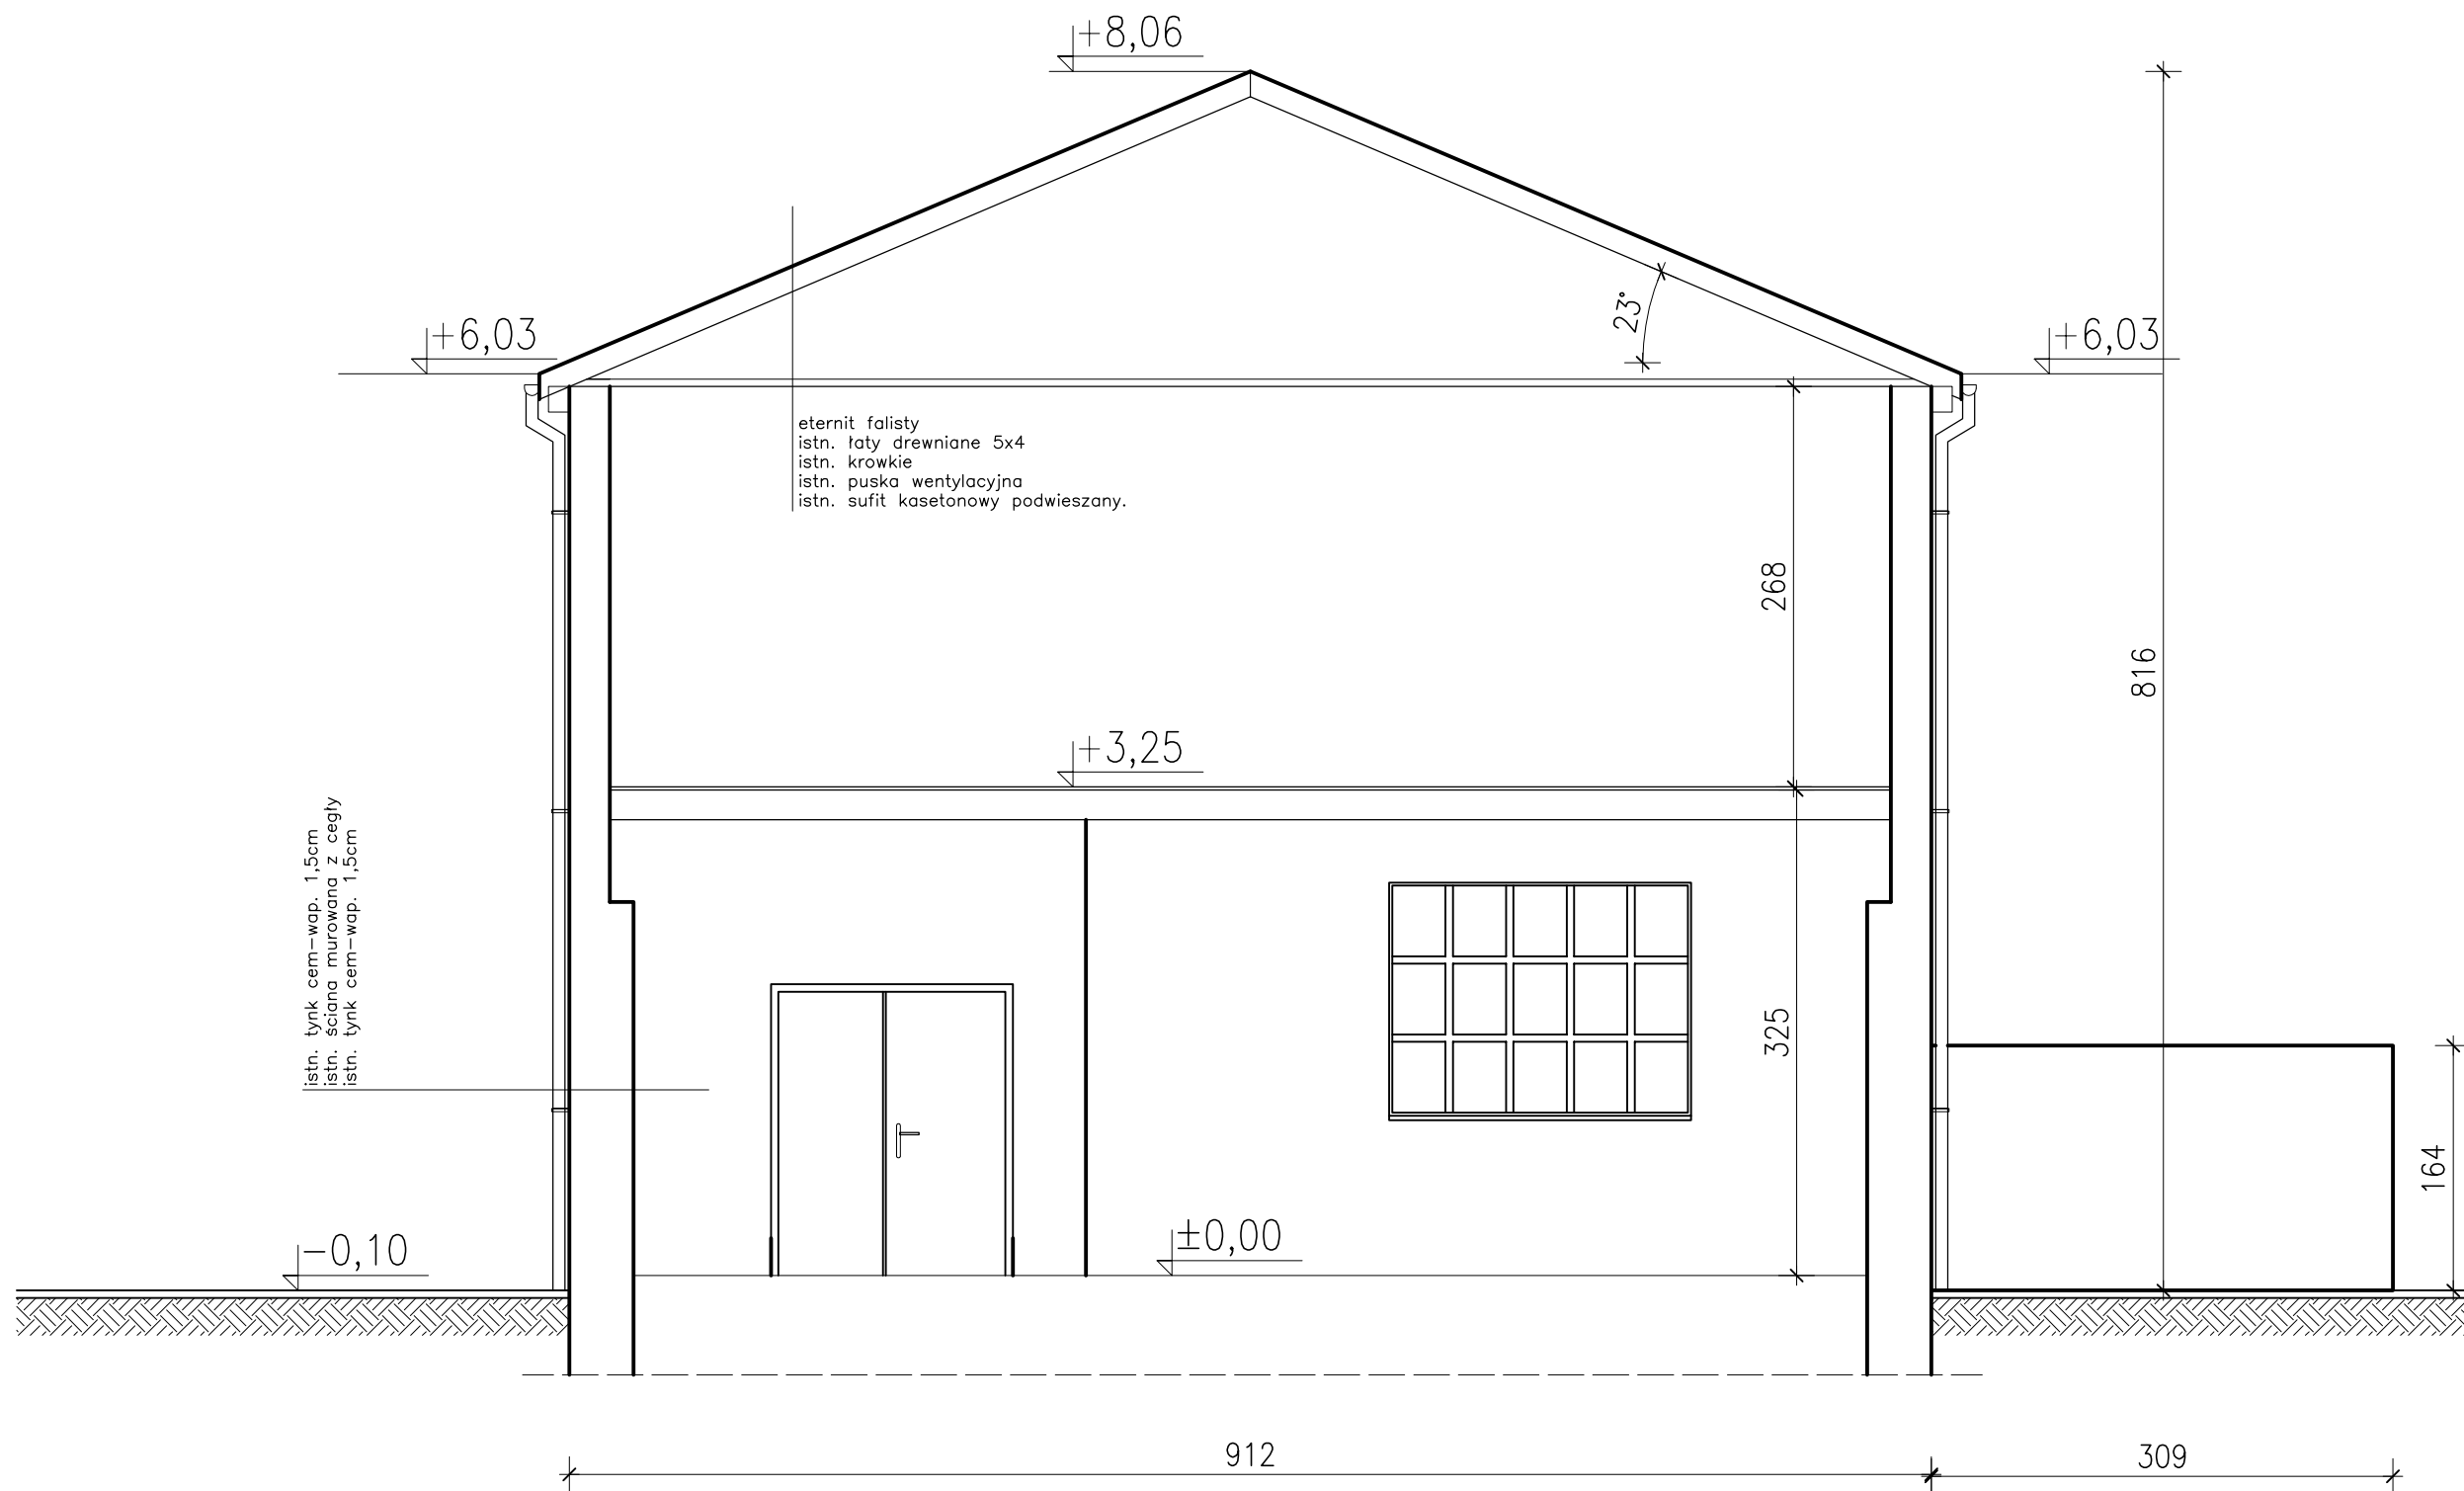 +8,06
+6,03
+6,03
23°
eternit falisty
istn. łaty drewniane 5x4
istn. krowkie
istn. puska wentylacyjna
istn. sufit kasetonowy podwieszany.
268
816
+3,25
istn. tynk cem-wap. 1,5cm
istn. ściana murowana z cegły
istn. tynk cem-wap. 1,5cm
325
164
-0,10
±0,00
912
309